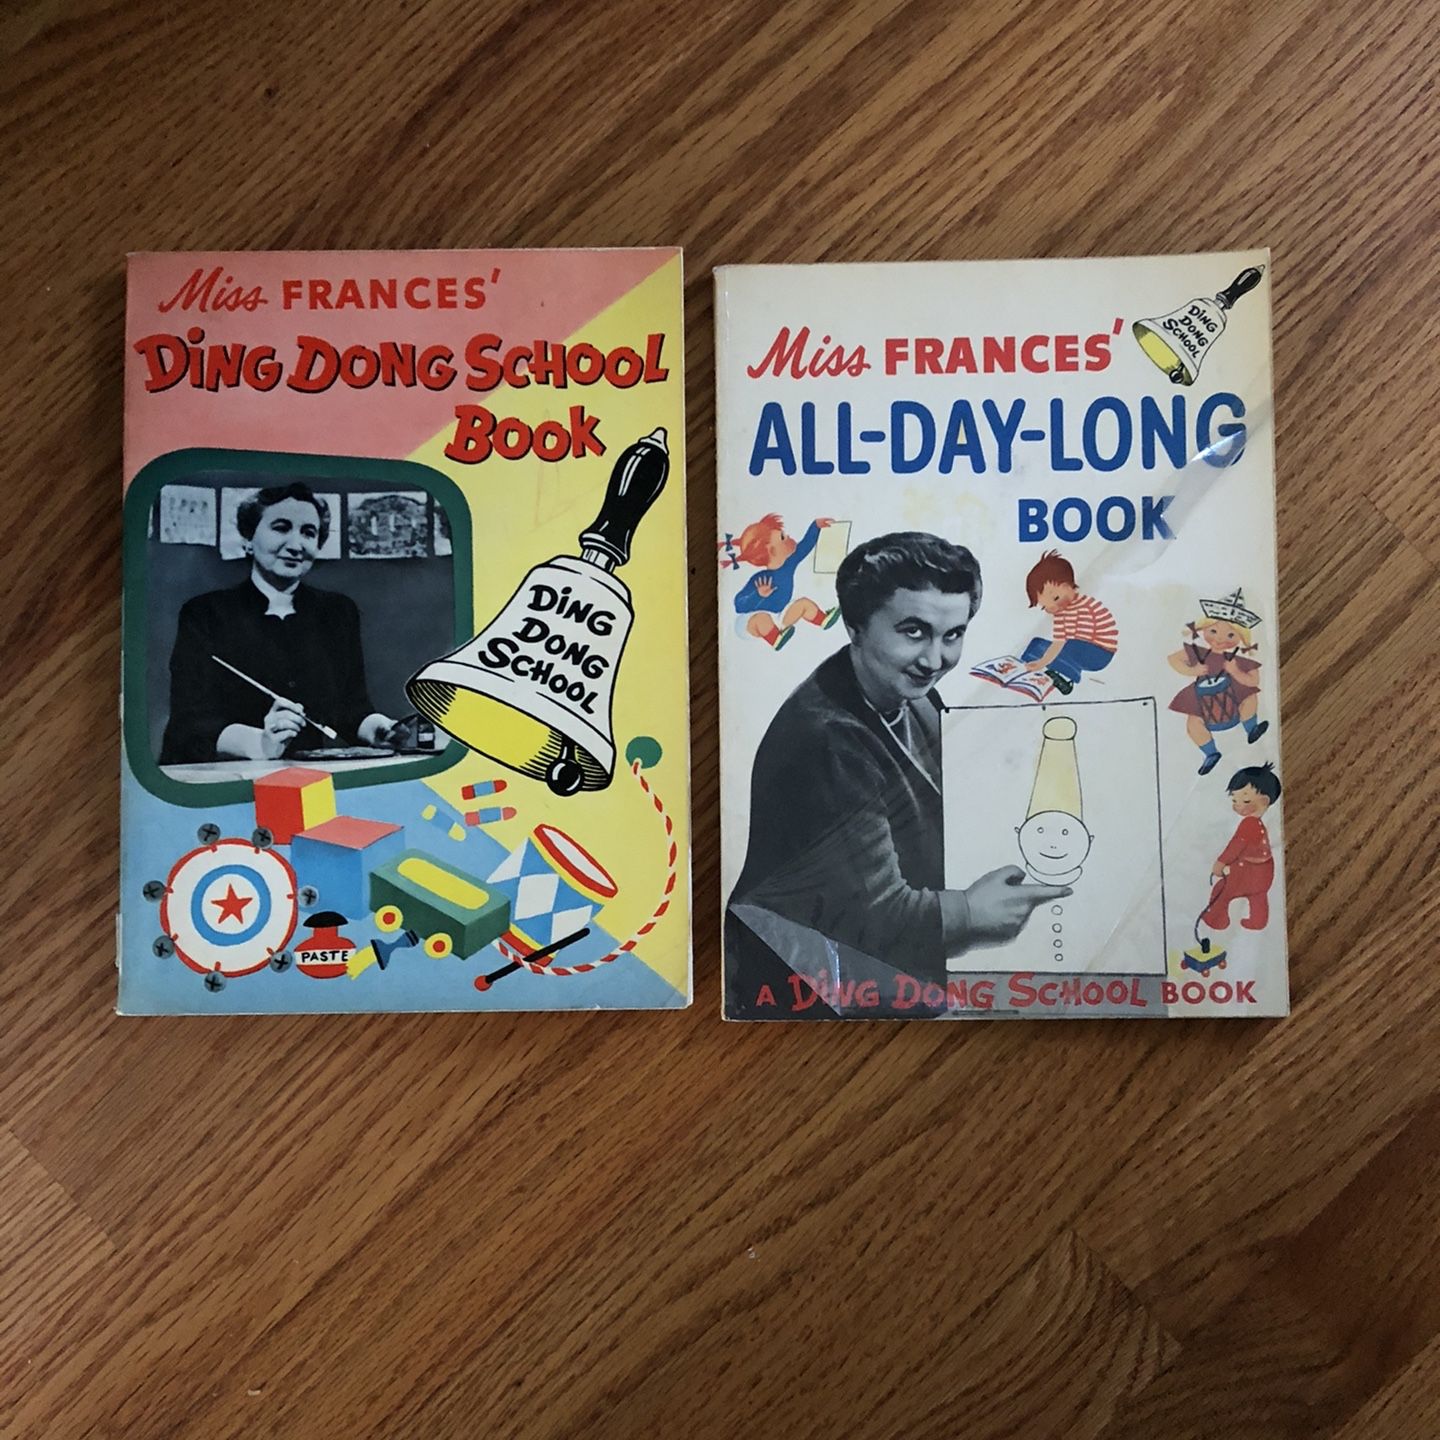 Miss FRANCES'
DiNG DONG SCHOOL
BOOK
DiNG
DONG
SCHOOL
PASTE
DiNG
DONG
SCHOOL
Miss FRANCES'
ALL-DAY-LONG
BOOK
A DiNG DONG SCHOOL BOOK